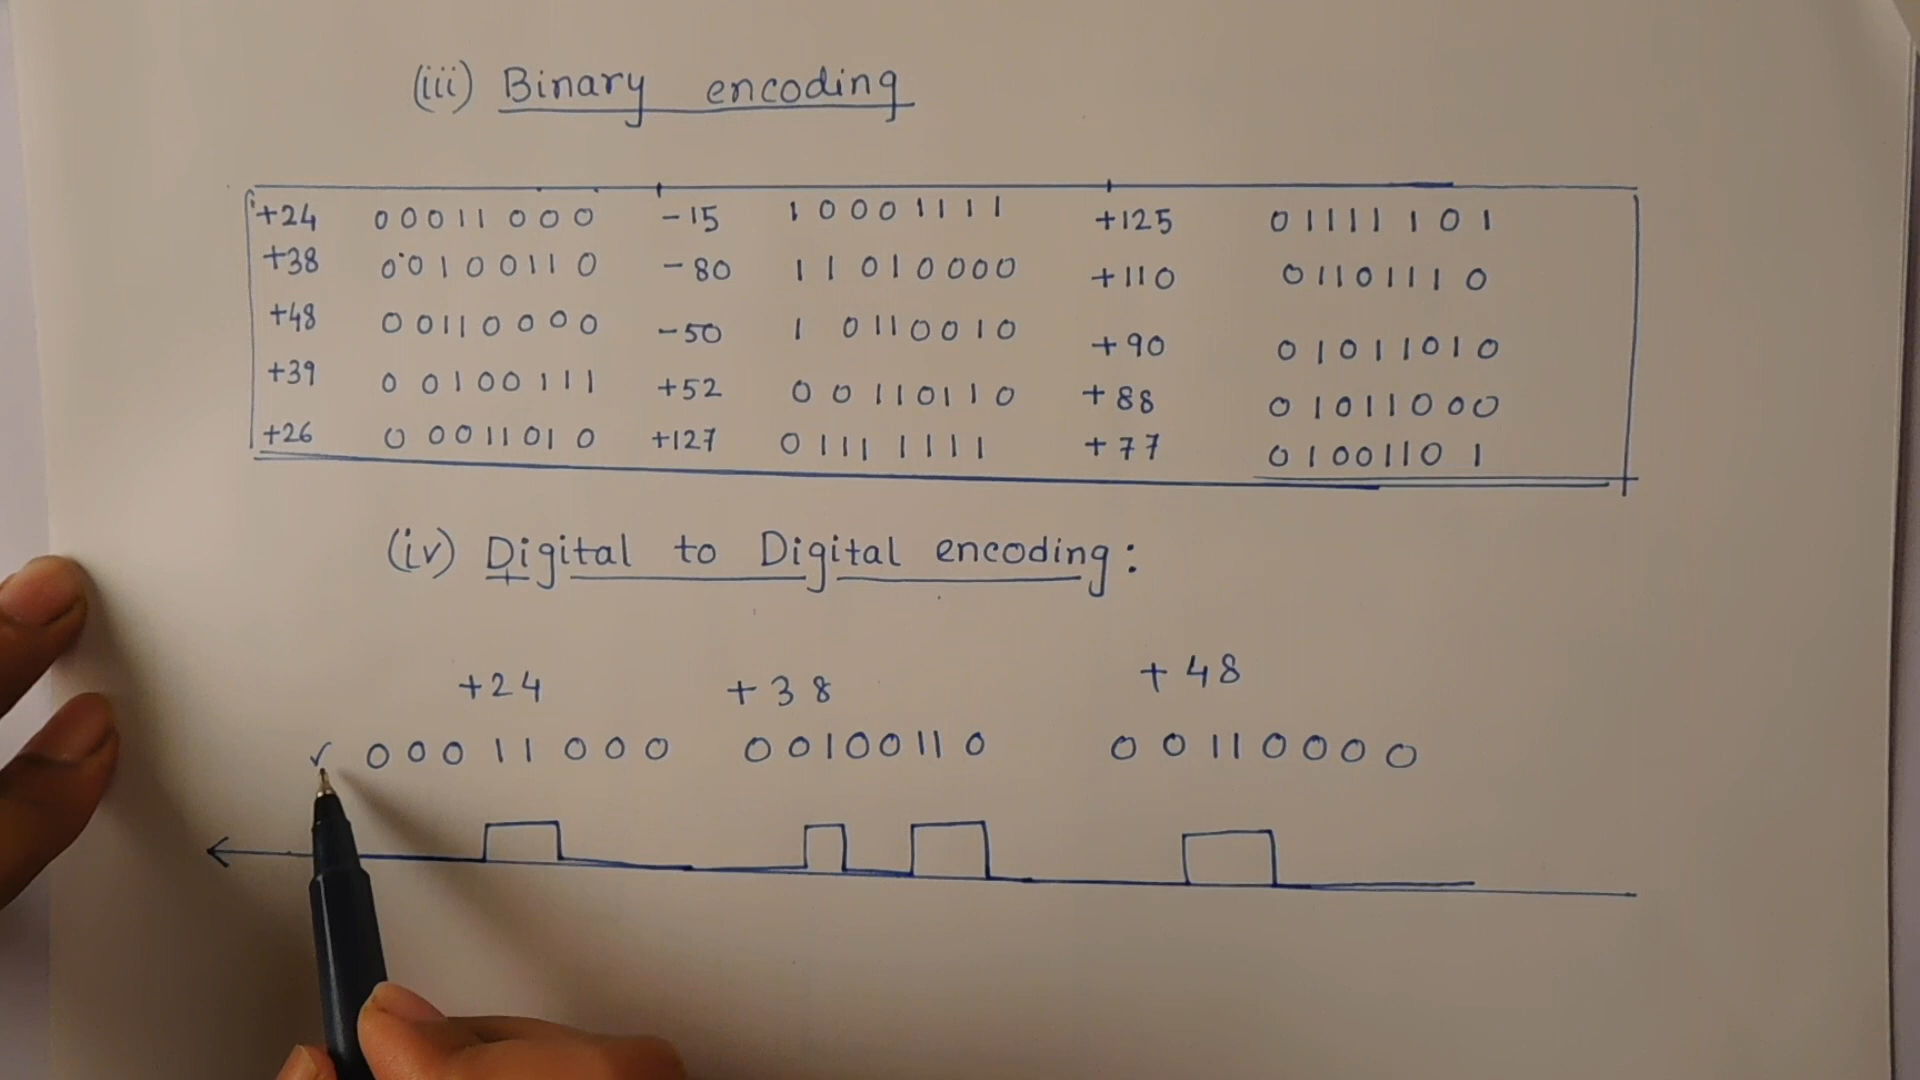 (iii) Binary encoding
+24 00011000 -15 10001111 +125 01111101
+38 00100110 -80 11010000 +110 01101110
+48 00110000 -50 10110010 +90 01011010
+39 00100111 +52 00110110 +88 01011000
+26 00011010 +127 01111111 +77 01001101
(iv) Digital to Digital encoding:
+24 +38 +48
✓ 00011000 00100110 00110000